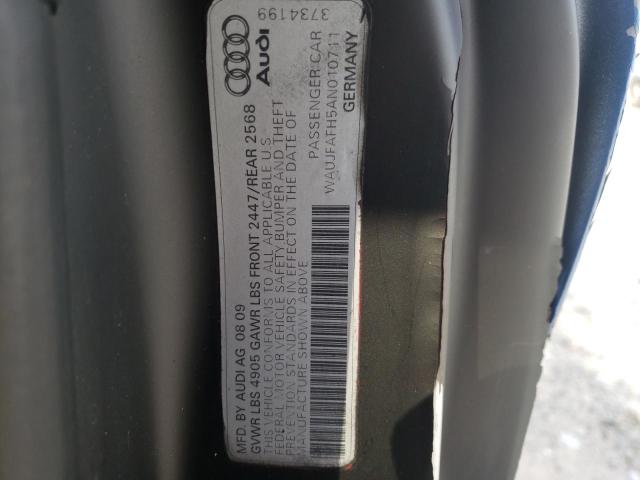 3734199
Audi
MFD. BY AUDI AG 08 09
GVWR LBS 4905 GAWR LBS FRONT 2447/REAR 2568
THIS VEHICLE CONFORMS TO ALL APPLICABLE U.S.
FEDERAL MOTOR VEHICLE SAFETY BUMPER AND THEFT
PREVENTION STANDARDS IN EFFECT ON THE DATE OF
MANUFACTURE SHOWN ABOVE
PASSENGER CAR
WAUJFAFH5AN010711
GERMANY